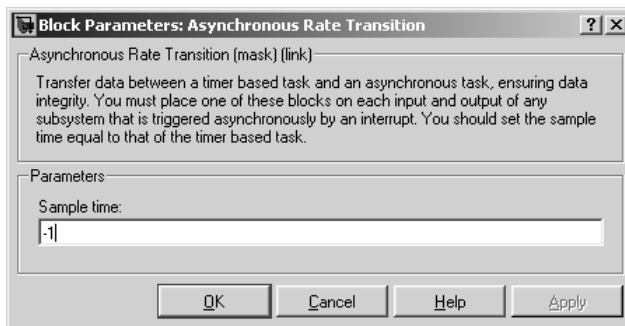 Block Parameters: Asynchronous Rate Transition
Asynchronous Rate Transition (mask) (link)
Transfer data between a timer based task and an asynchronous task, ensuring data
integrity. You must place one of these blocks on each input and output of any
subsystem that is triggered asynchronously by an interrupt. You should set the sample
time equal to that of the timer based task.
Parameters
Sample time:
-1
OK Cancel Help Apply